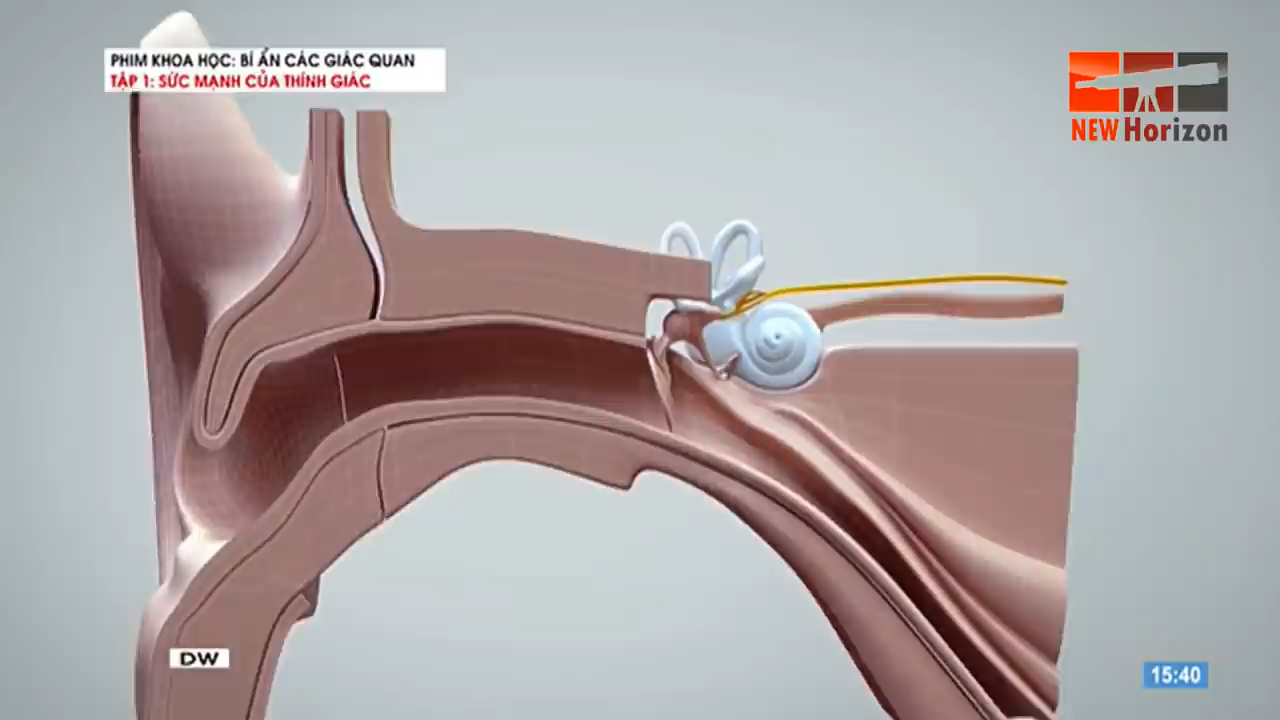 PHIM KHOA HỌC: BÍ ẨN CÁC GIÁC QUAN
TẬP 1: SỨC MẠNH CỦA THÍNH GIÁC
NEW Horizon
DW
15:40